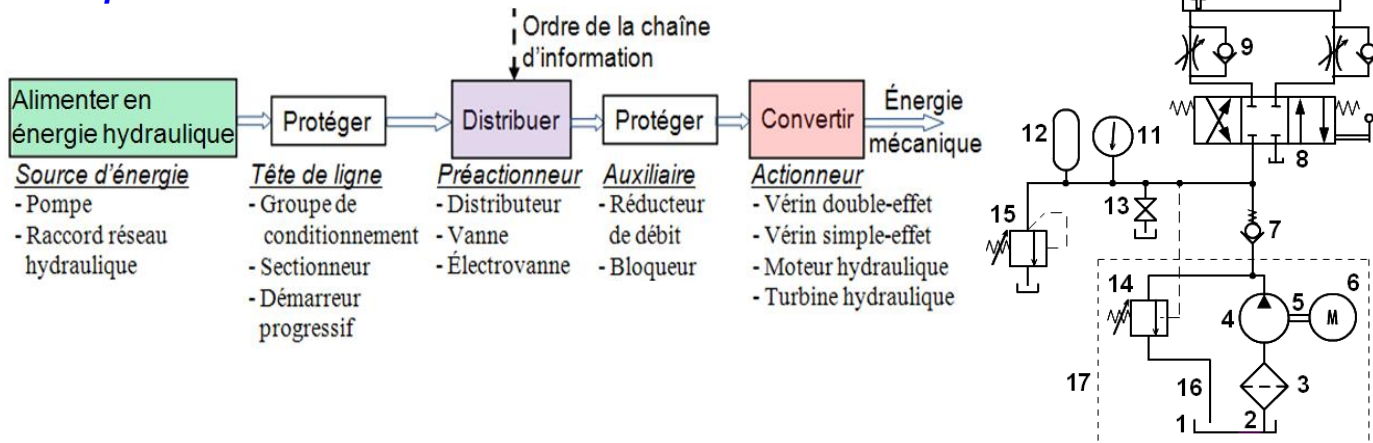 Ordre de la chaîne
d'information
Alimenter en
énergie hydraulique
Protéger
Distribuer
Protéger
Convertir
Énergie
mécanique
Source d'énergie
- Pompe
- Raccord réseau
hydraulique
Tête de ligne
- Groupe de
conditionnement
- Sectionneur
- Démarreur
progressif
Préactionneur
- Distributeur
- Vanne
- Électrovanne
Auxiliaire
- Réducteur
de débit
- Bloqueur
Actionneur
- Vérin double-effet
- Vérin simple-effet
- Moteur hydraulique
- Turbine hydraulique
9
12
11
8
15
13
7
14
6
5
4
M
17
16
3
1
2